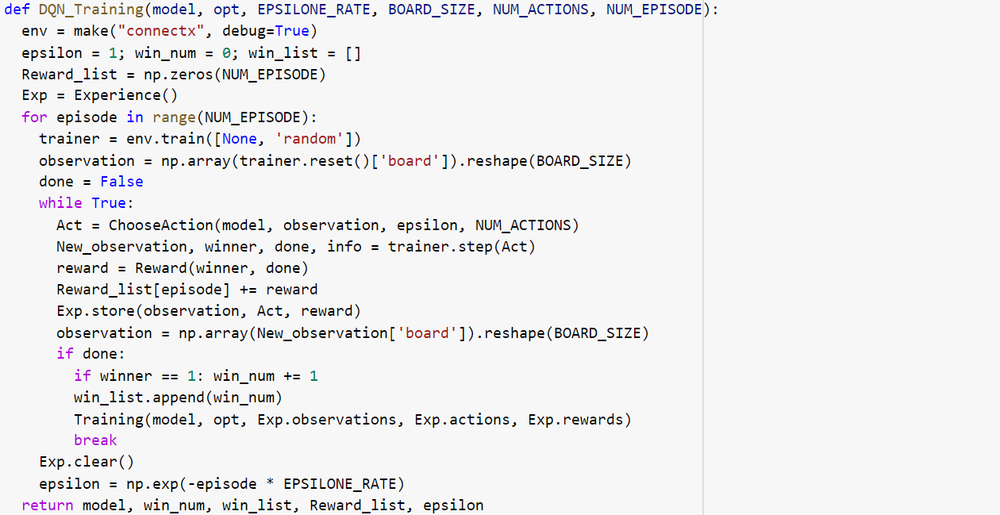 def DQN_Training(model, opt, EPSILONE_RATE, BOARD_SIZE, NUM_ACTIONS, NUM_EPISODE):
  env = make("connectx", debug=True)
  epsilon = 1; win_num = 0; win_list = []
  Reward_list = np.zeros(NUM_EPISODE)
  Exp = Experience()
  for episode in range(NUM_EPISODE):
    trainer = env.train([None, 'random'])
    observation = np.array(trainer.reset()['board']).reshape(BOARD_SIZE)
    done = False
    while True:
      Act = ChooseAction(model, observation, epsilon, NUM_ACTIONS)
      New_observation, winner, done, info = trainer.step(Act)
      reward = Reward(winner, done)
      Reward_list[episode] += reward
      Exp.store(observation, Act, reward)
      observation = np.array(New_observation['board']).reshape(BOARD_SIZE)
      if done:
        if winner == 1: win_num += 1
        win_list.append(win_num)
        Training(model, opt, Exp.observations, Exp.actions, Exp.rewards)
        break
    Exp.clear()
    epsilon = np.exp(-episode * EPSILONE_RATE)
  return model, win_num, win_list, Reward_list, epsilon